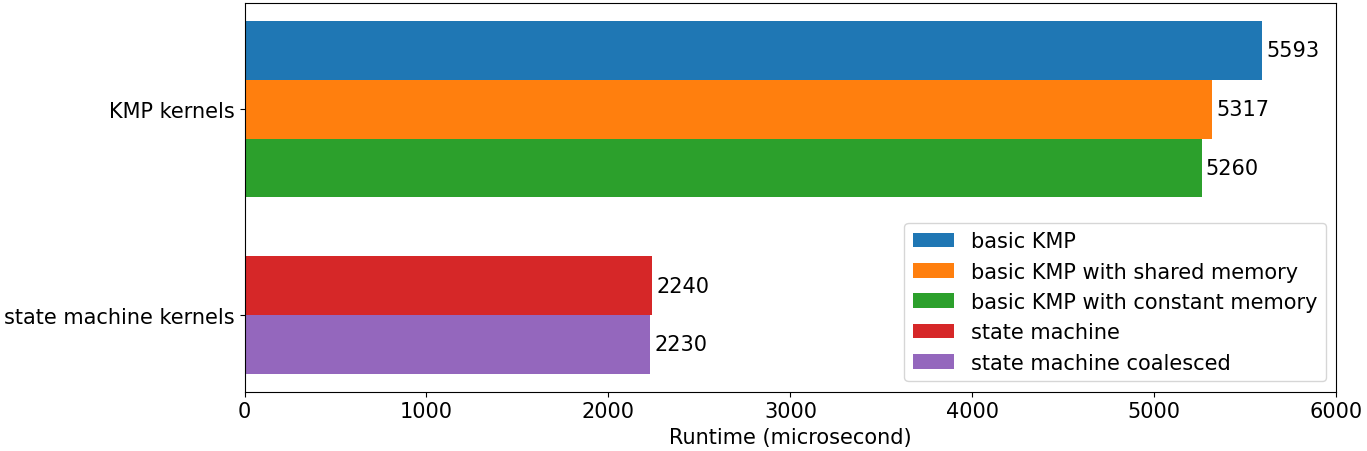 5593
KMP kernels
5317
5260
basic KMP
basic KMP with shared memory
basic KMP with constant memory
state machine
state machine coalesced
2240
state machine kernels
2230
0 1000 2000 3000 4000 5000 6000
Runtime (microsecond)